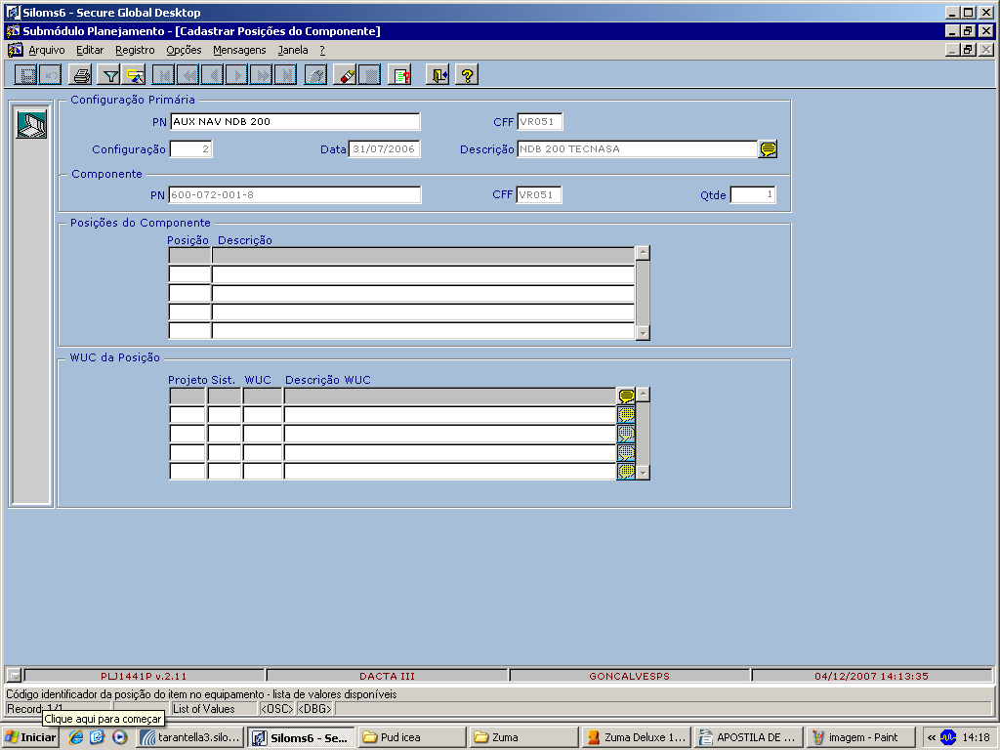 Siloms6 - Secure Global Desktop
Submódulo Planejamento - [Cadastrar Posições do Componente]
Arquivo Editar Registro Opções Mensagens Janela ?
Configuração Primária
PN AUX NAV NDB 200 CFF VR051
Configuração 2 Data 31/07/2006 Descrição NDB 200 TECNASA
Componente
PN 600-072-001-8 CFF VR051 Qtde 1
Posições do Componente
Posição Descrição
WUC da Posição
Projeto Sist. WUC Descrição WUC
PLJ1441P v.2.11 DACTA III GONCALVESPS 04/12/2007 14:13:35
Código identificador da posição do item no equipamento - lista de valores disponíveis
Record: 1/1 List of Values <OSC> <DBG>
Clique aqui para começar
Iniciar tarantella3.silo... Siloms6 - Se... Pud icea Zuma Zuma Deluxe 1... APOSTILA DE ... imagem - Paint « 14:18